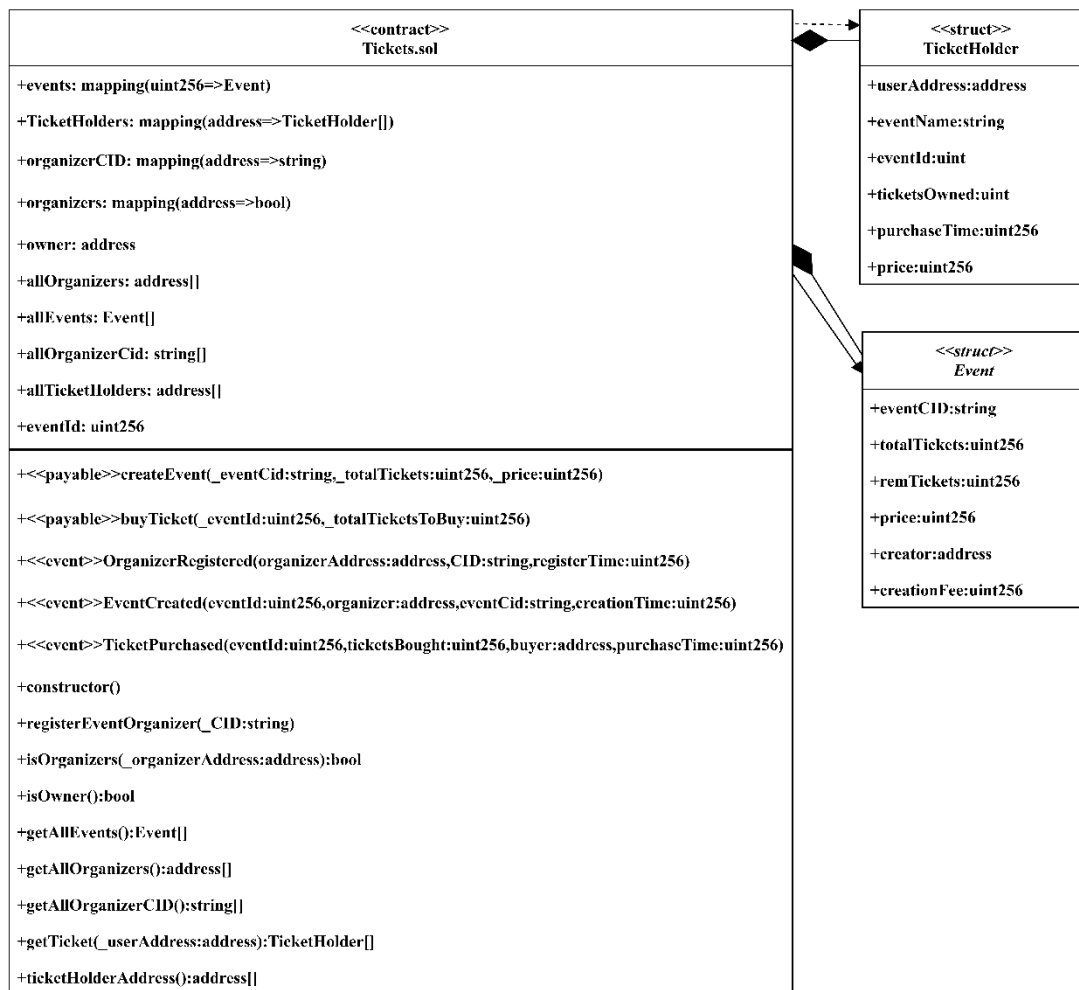 <<contract>>
Tickets.sol
+events: mapping(uint256=>Event)
+TicketHolders: mapping(address=>TicketHolder[])
+organizerCID: mapping(address=>string)
+organizers: mapping(address=>bool)
+owner: address
+allOrganizers: address[]
+allEvents: Event[]
+allOrganizerCid: string[]
+allTicketHolders: address[]
+eventId: uint256
+<<payable>>createEvent(_eventCid:string,_totalTickets:uint256,_price:uint256)
+<<payable>>buyTicket(_eventId:uint256,_totalTicketsToBuy:uint256)
+<<event>>OrganizerRegistered(organizerAddress:address,CID:string,registerTime:uint256)
+<<event>>EventCreated(eventId:uint256,organizer:address,eventCid:string,creationTime:uint256)
+<<event>>TicketPurchased(eventId:uint256,ticketsBought:uint256,buyer:address,purchaseTime:uint256)
+constructor()
+registerEventOrganizer(_CID:string)
+isOrganizers(_organizerAddress:address):bool
+isOwner():bool
+getAllEvents():Event[]
+getAllOrganizers():address[]
+getAllOrganizerCID():string[]
+getTicket(_userAddress:address):TicketHolder[]
+ticketHolderAddress():address[]
<<struct>>
TicketHolder
+userAddress:address
+eventName:string
+eventId:uint
+ticketsOwned:uint
+purchaseTime:uint256
+price:uint256
<<struct>>
Event
+eventCID:string
+totalTickets:uint256
+remTickets:uint256
+price:uint256
+creator:address
+creationFee:uint256